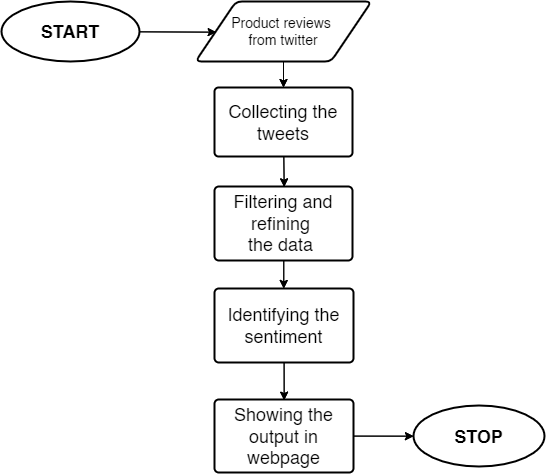 START
Product reviews
from twitter
Collecting the
tweets
Filtering and
refining
the data
Identifying the
sentiment
Showing the
output in
webpage
STOP